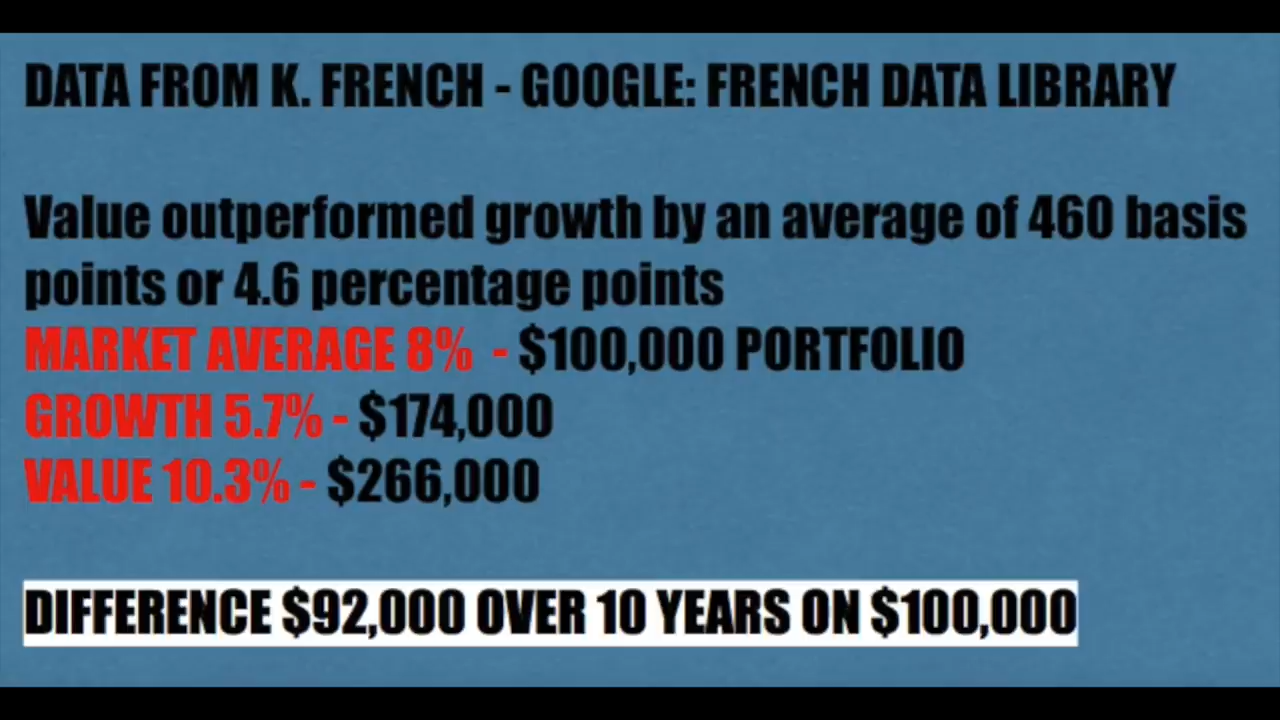 DATA FROM K. FRENCH - GOOGLE: FRENCH DATA LIBRARY
Value outperformed growth by an average of 460 basis
points or 4.6 percentage points
MARKET AVERAGE 8% - $100,000 PORTFOLIO
GROWTH 5.7% - $174,000
VALUE 10.3% - $266,000
DIFFERENCE $92,000 OVER 10 YEARS ON $100,000